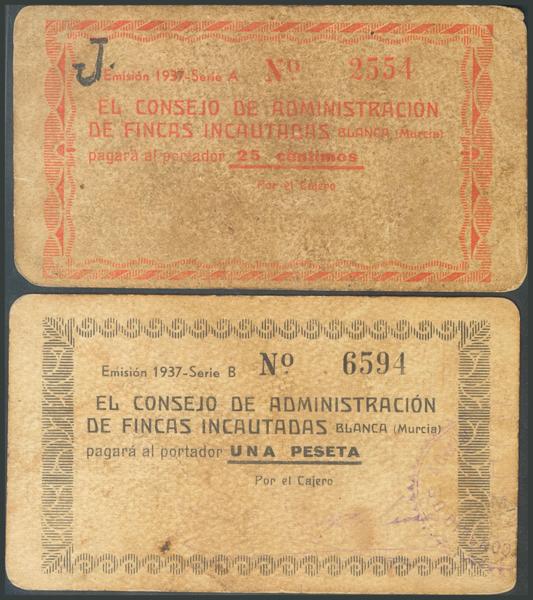 J.
Emisión 1937-Serie A Nº 2554
EL CONSEJO DE ADMINISTRACIÓN
DE FINCAS INCAUTADAS BLANCA (Murcia)
pagará al portador 25 céntimos
Por el Cajero
Emisión 1937-Serie B Nº 6594
EL CONSEJO DE ADMINISTRACIÓN
DE FINCAS INCAUTADAS BLANCA (Murcia)
pagará al portador UNA PESETA
Por el Cajero